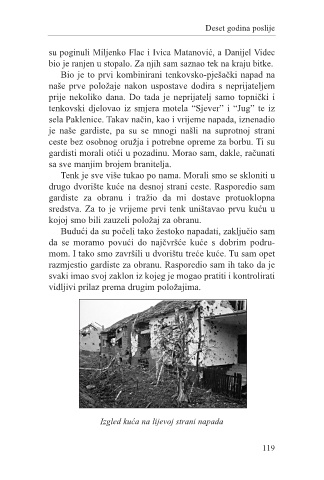 Deset godina poslije
su poginuli Miljenko Flac i Ivica Matanović, a Danijel Videc
bio je ranjen u stopalo. Za njih sam saznao tek na kraju bitke.
Bio je to prvi kombinirani tenkovsko-pješački napad na
naše prve položaje nakon uspostave dodira s neprijateljem
prije nekoliko dana. Do tada je neprijatelj samo topnički i
tenkovski djelovao iz smjera motela “Sjever” i “Jug” te iz
sela Paklenice. Takav način, kao i vrijeme napada, iznenadio
je naše gardiste, pa su se mnogi našli na suprotnoj strani
ceste bez osobnog oružja i potrebne opreme za borbu. Ti su
gardisti morali otići u pozadinu. Morao sam, dakle, računati
sa sve manjim brojem branitelja.
Tenk je sve više tukao po nama. Morali smo se skloniti u
drugo dvorište kuće na desnoj strani ceste. Rasporedio sam
gardiste za obranu i tražio da mi dostave protuoklopna
sredstva. Za to je vrijeme prvi tenk uništavao prvu kuću u
kojoj smo bili zauzeli položaj za obranu.
Budući da su počeli tako žestoko napadati, zaključio sam
da se moramo povući do najčvršće kuće s dobrim podru-
mom. I tako smo završili u dvorištu treće kuće. Tu sam opet
razmjestio gardiste za obranu. Rasporedio sam ih tako da je
svaki imao svoj zaklon iz kojeg je mogao pratiti i kontrolirati
vidljivi prilaz prema drugim položajima.
Izgled kuća na lijevoj strani napada
119